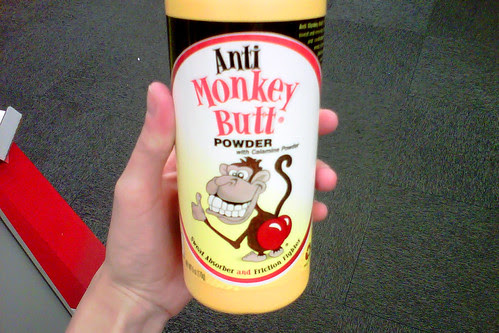 Anti
Monkey
Butt®
POWDER
with Calamine Powder
Sweat Absorber and Friction Fighter